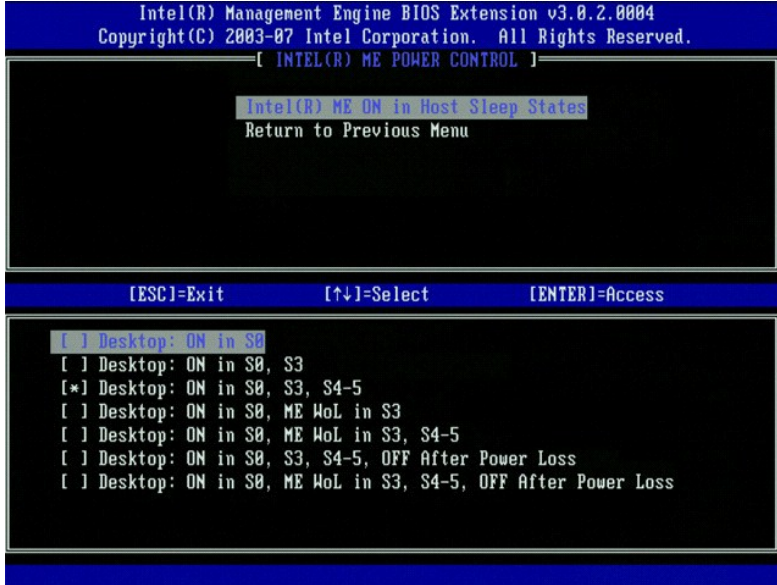 Intel(R) Management Engine BIOS Extension v3.0.2.0004
Copyright(C) 2003-07 Intel Corporation. All Rights Reserved.
[ INTEL(R) ME POWER CONTROL ]
Intel(R) ME ON in Host Sleep States
Return to Previous Menu
[ESC]=Exit [↑↓]=Select [ENTER]=Access
[ ] Desktop: ON in S0
[ ] Desktop: ON in S0, S3
[*] Desktop: ON in S0, S3, S4-5
[ ] Desktop: ON in S0, ME WoL in S3
[ ] Desktop: ON in S0, ME WoL in S3, S4-5
[ ] Desktop: ON in S0, S3, S4-5, OFF After Power Loss
[ ] Desktop: ON in S0, ME WoL in S3, S4-5, OFF After Power Loss